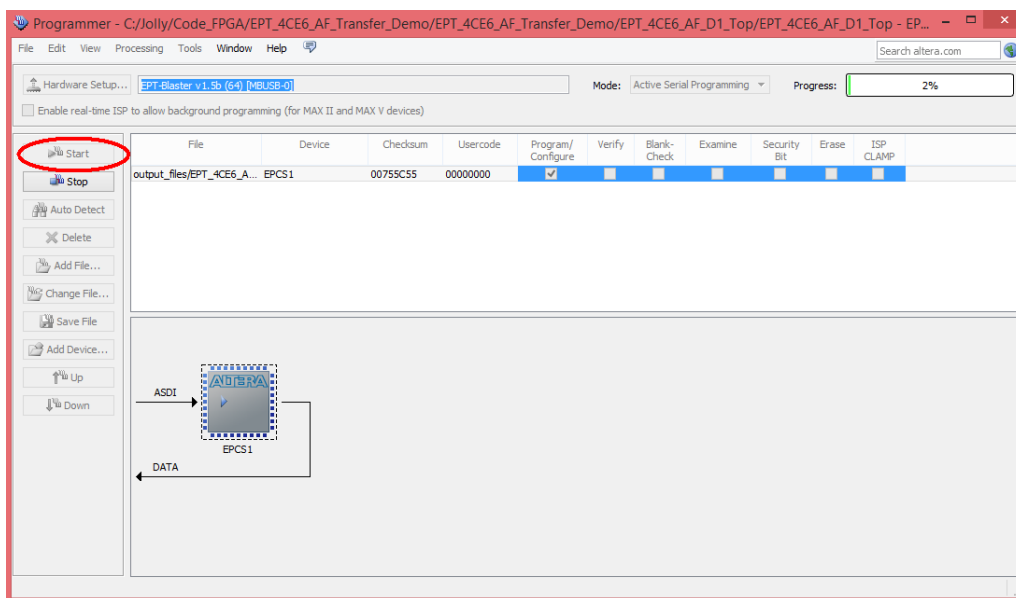 Programmer - C:/Jolly/Code_FPGA/EPT_4CE6_AF_Transfer_Demo/EPT_4CE6_AF_Transfer_Demo/EPT_4CE6_AF_D1_Top/EPT_4CE6_AF_D1_Top - EP...
File Edit View Processing Tools Window Help
Search altera.com
Hardware Setup... EPT-Blaster v1.5b (64) [MBUSB-0] Mode: Active Serial Programming Progress: 2%
Enable real-time ISP to allow background programming (for MAX II and MAX V devices)
Start
Stop
Auto Detect
Delete
Add File...
Change File...
Save File
Add Device...
Up
Down
File Device Checksum Usercode Program/ Verify Blank- Examine Security Erase ISP
Configure Check Bit CLAMP
output_files/EPT_4CE6_A... EPCS1 00755C55 00000000
ALTERA
ASDI
EPCS1
DATA